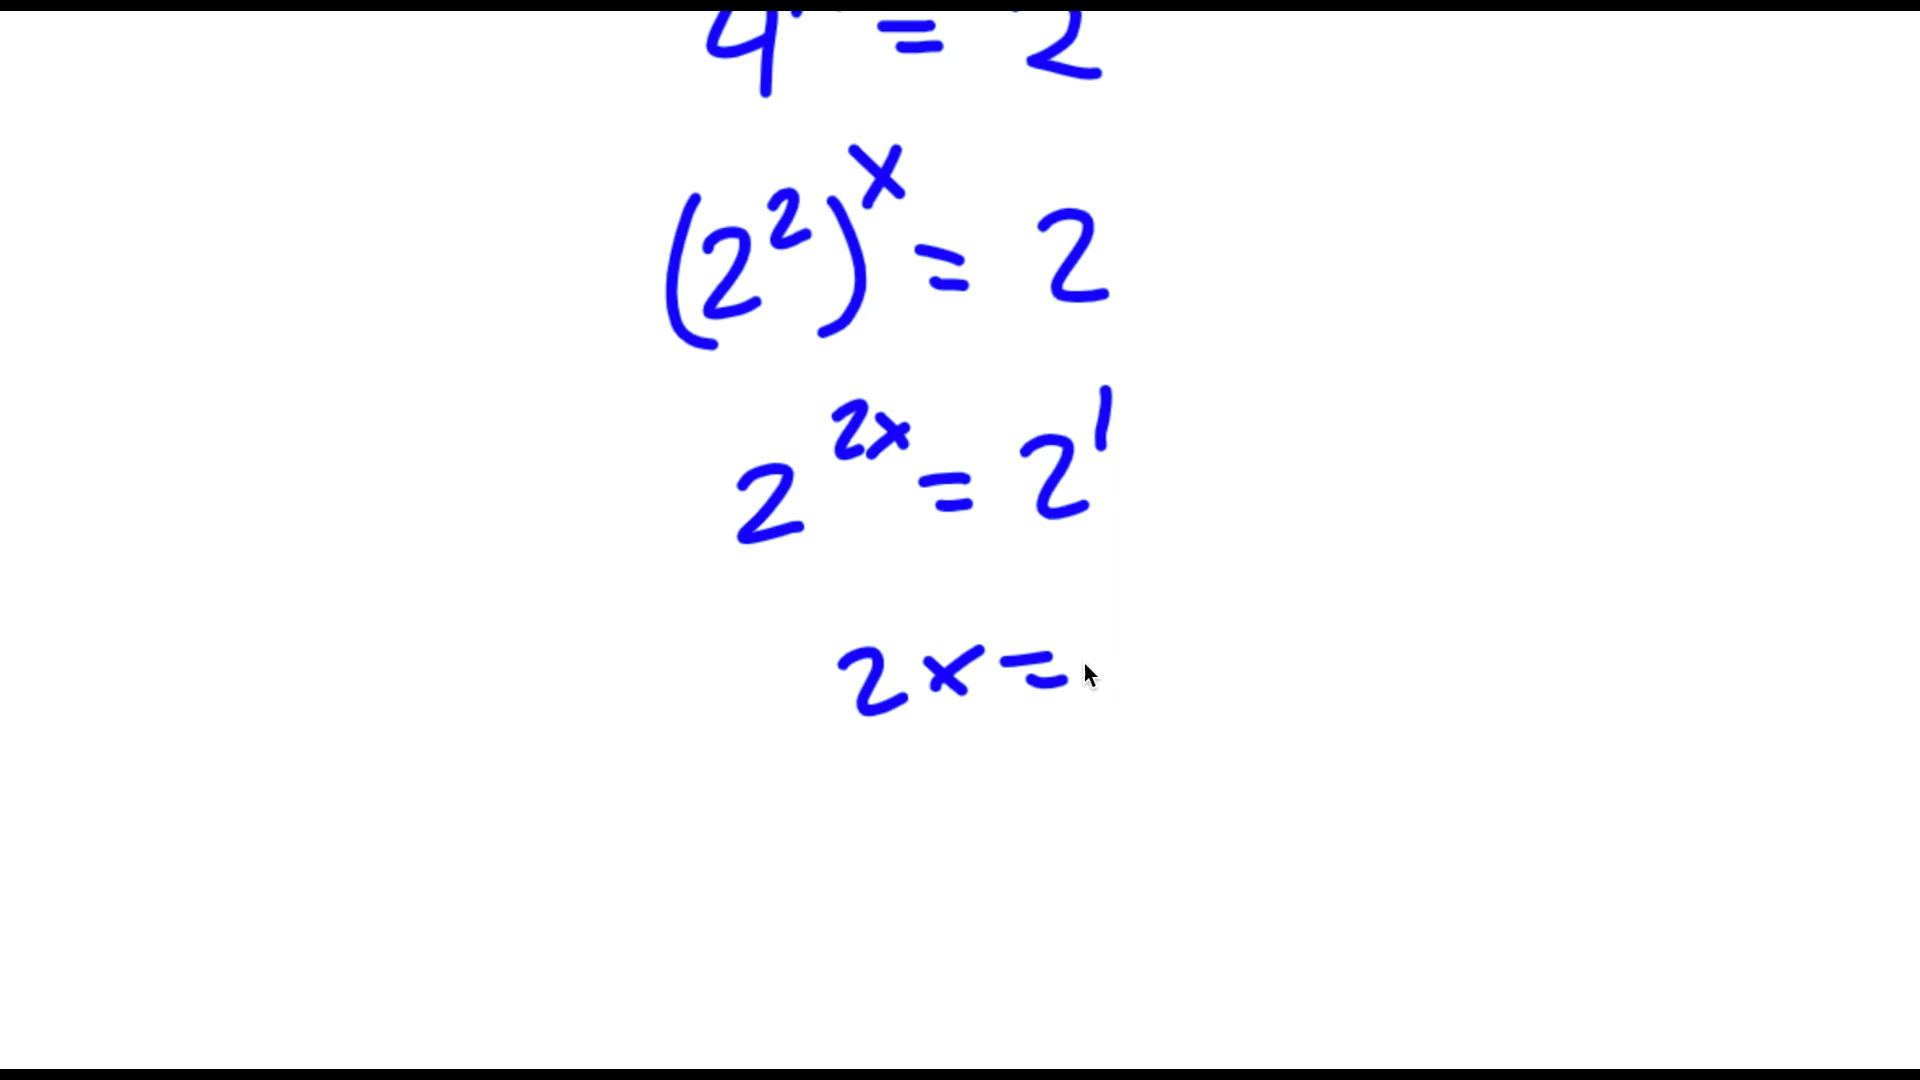 4 = 2
(2²)ˣ = 2
2²ˣ = 2¹
2x =